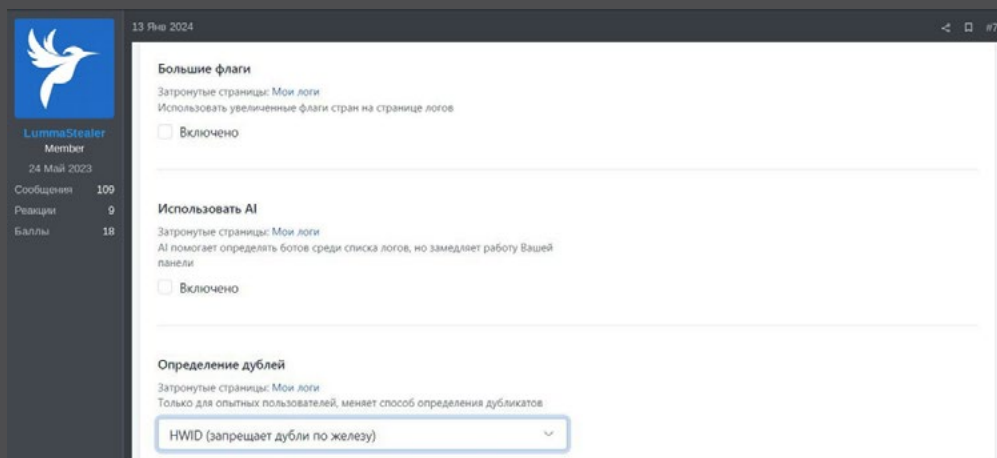 13 Янв 2024
#7
LummaStealer
Member
24 Май 2023
Сообщения 109
Реакции 9
Баллы 18
Большие флаги
Затронутые страницы: Мои логи
Использовать увеличенные флаги стран на странице логов
Включено
Использовать AI
Затронутые страницы: Мои логи
AI помогает определять ботов среди списка логов, но замедляет работу Вашей
панели
Включено
Определение дублей
Затронутые страницы: Мои логи
Только для опытных пользователей, меняет способ определения дубликатов
HWID (запрещает дубли по железу)